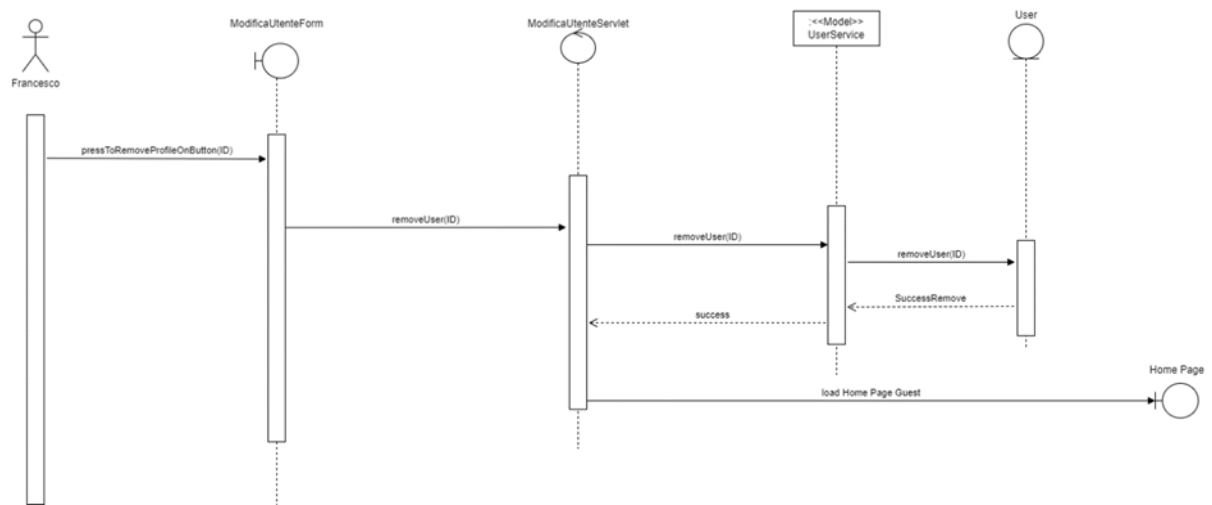 ModificaUtenteForm
ModificaUtenteServlet
:<<Model>>
UserService
User
Francesco
pressToRemoveProfileOnButton(ID)
removeUser(ID)
removeUser(ID)
removeUser(ID)
SuccessRemove
success
Home Page
load Home Page Guest